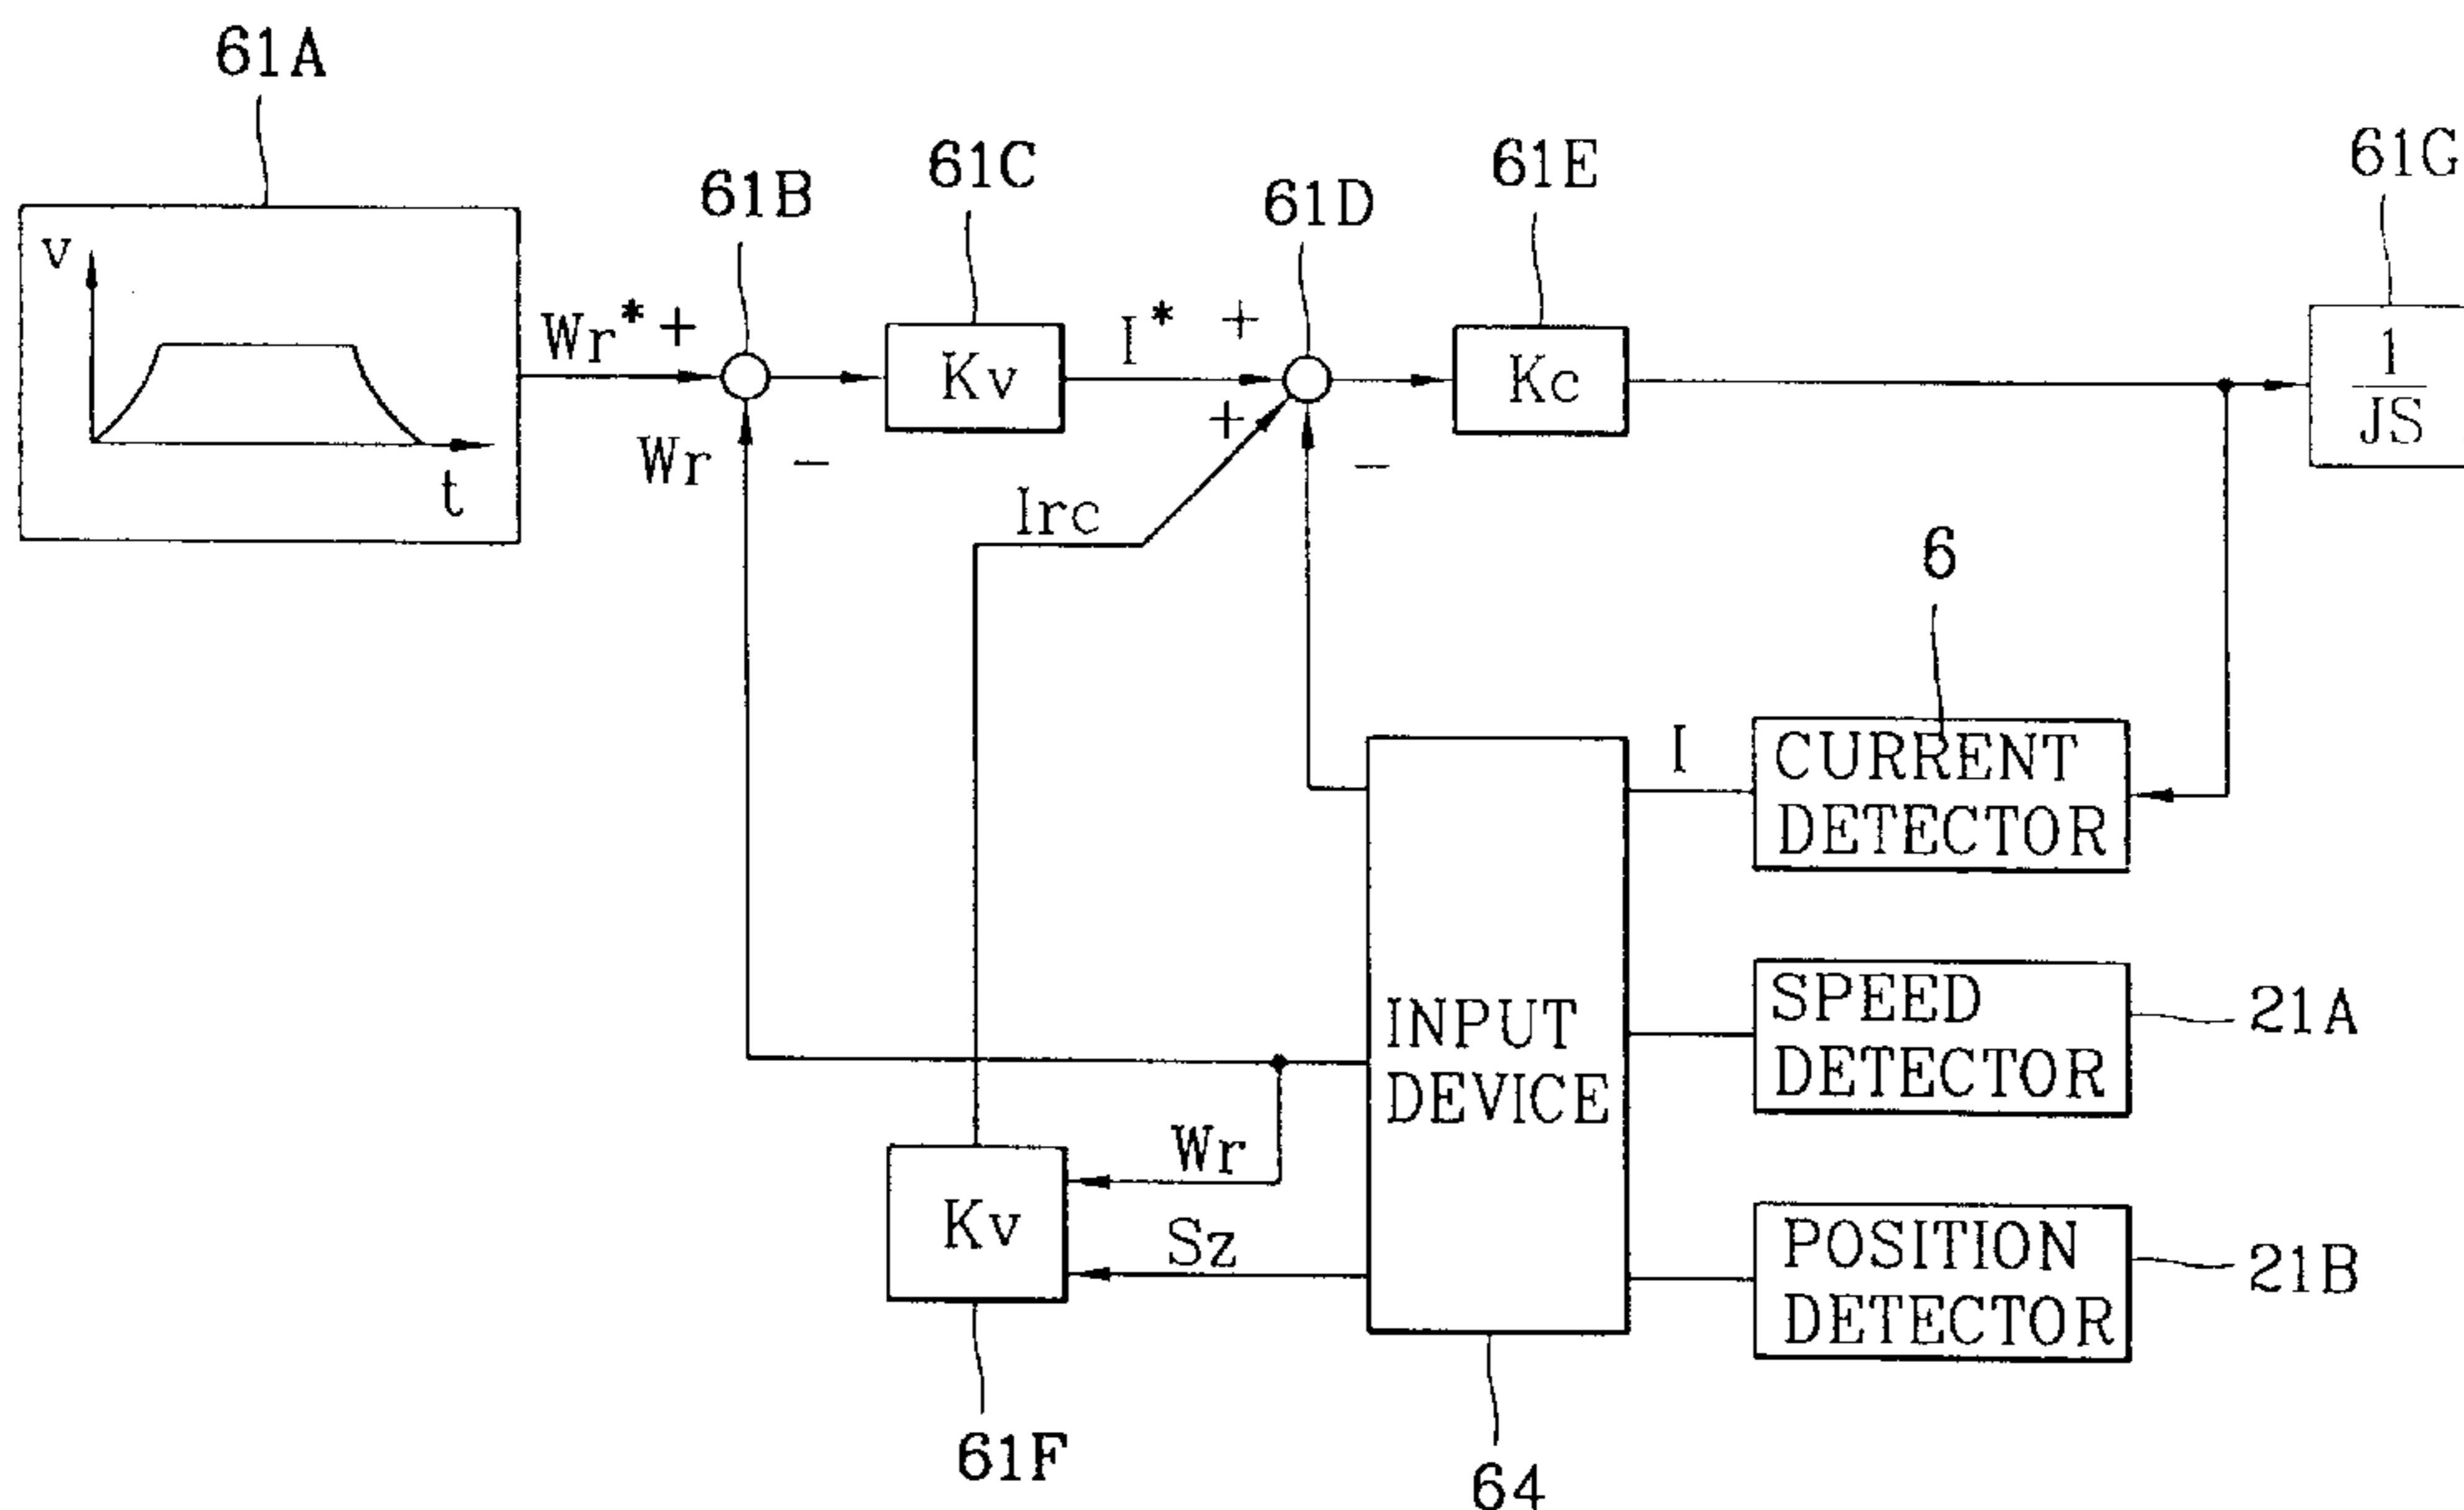 61A
61B
61C
61D
61E
61G
v
t
Wr* +
Wr
-
Kv
I* +
+
-
Kc
1
JS
Irc
6
I
CURRENT
DETECTOR
INPUT
DEVICE
SPEED
DETECTOR
21A
Wr
Kv
Sz
POSITION
DETECTOR
21B
61F
64